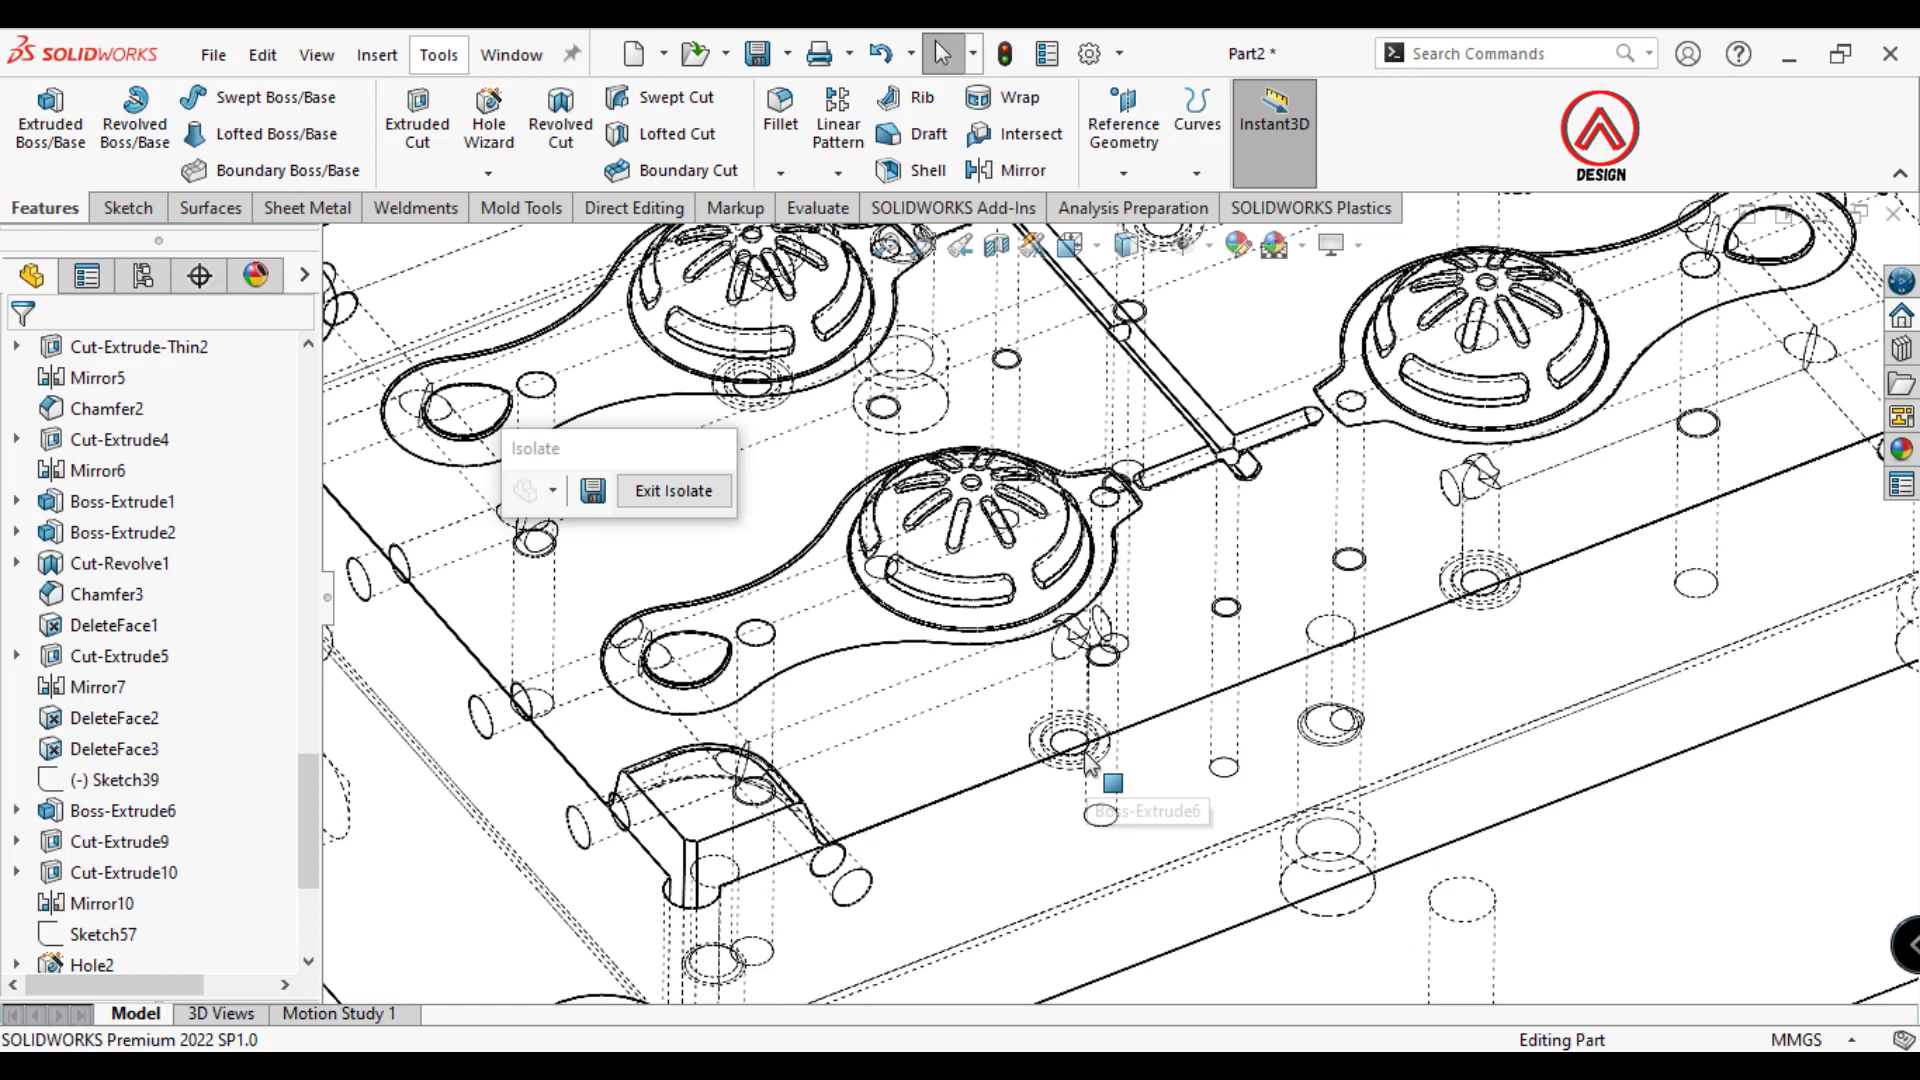 SOLIDWORKS File Edit View Insert Tools Window Part2 * Search Commands
Extruded Boss/Base
Revolved Boss/Base
Swept Boss/Base
Lofted Boss/Base
Boundary Boss/Base
Extruded Cut
Hole Wizard
Revolved Cut
Swept Cut
Lofted Cut
Boundary Cut
Fillet
Linear Pattern
Rib
Draft
Shell
Wrap
Intersect
Mirror
Reference Geometry
Curves
Instant3D
DESIGN
Features Sketch Surfaces Sheet Metal Weldments Mold Tools Direct Editing Markup Evaluate SOLIDWORKS Add-Ins Analysis Preparation SOLIDWORKS Plastics
Cut-Extrude-Thin2
Mirror5
Chamfer2
Cut-Extrude4
Mirror6
Boss-Extrude1
Boss-Extrude2
Cut-Revolve1
Chamfer3
DeleteFace1
Cut-Extrude5
Mirror7
DeleteFace2
DeleteFace3
(-) Sketch39
Boss-Extrude6
Cut-Extrude9
Cut-Extrude10
Mirror10
Sketch57
Hole2
Isolate
Exit Isolate
Boss-Extrude6
Model 3D Views Motion Study 1
SOLIDWORKS Premium 2022 SP1.0 Editing Part MMGS